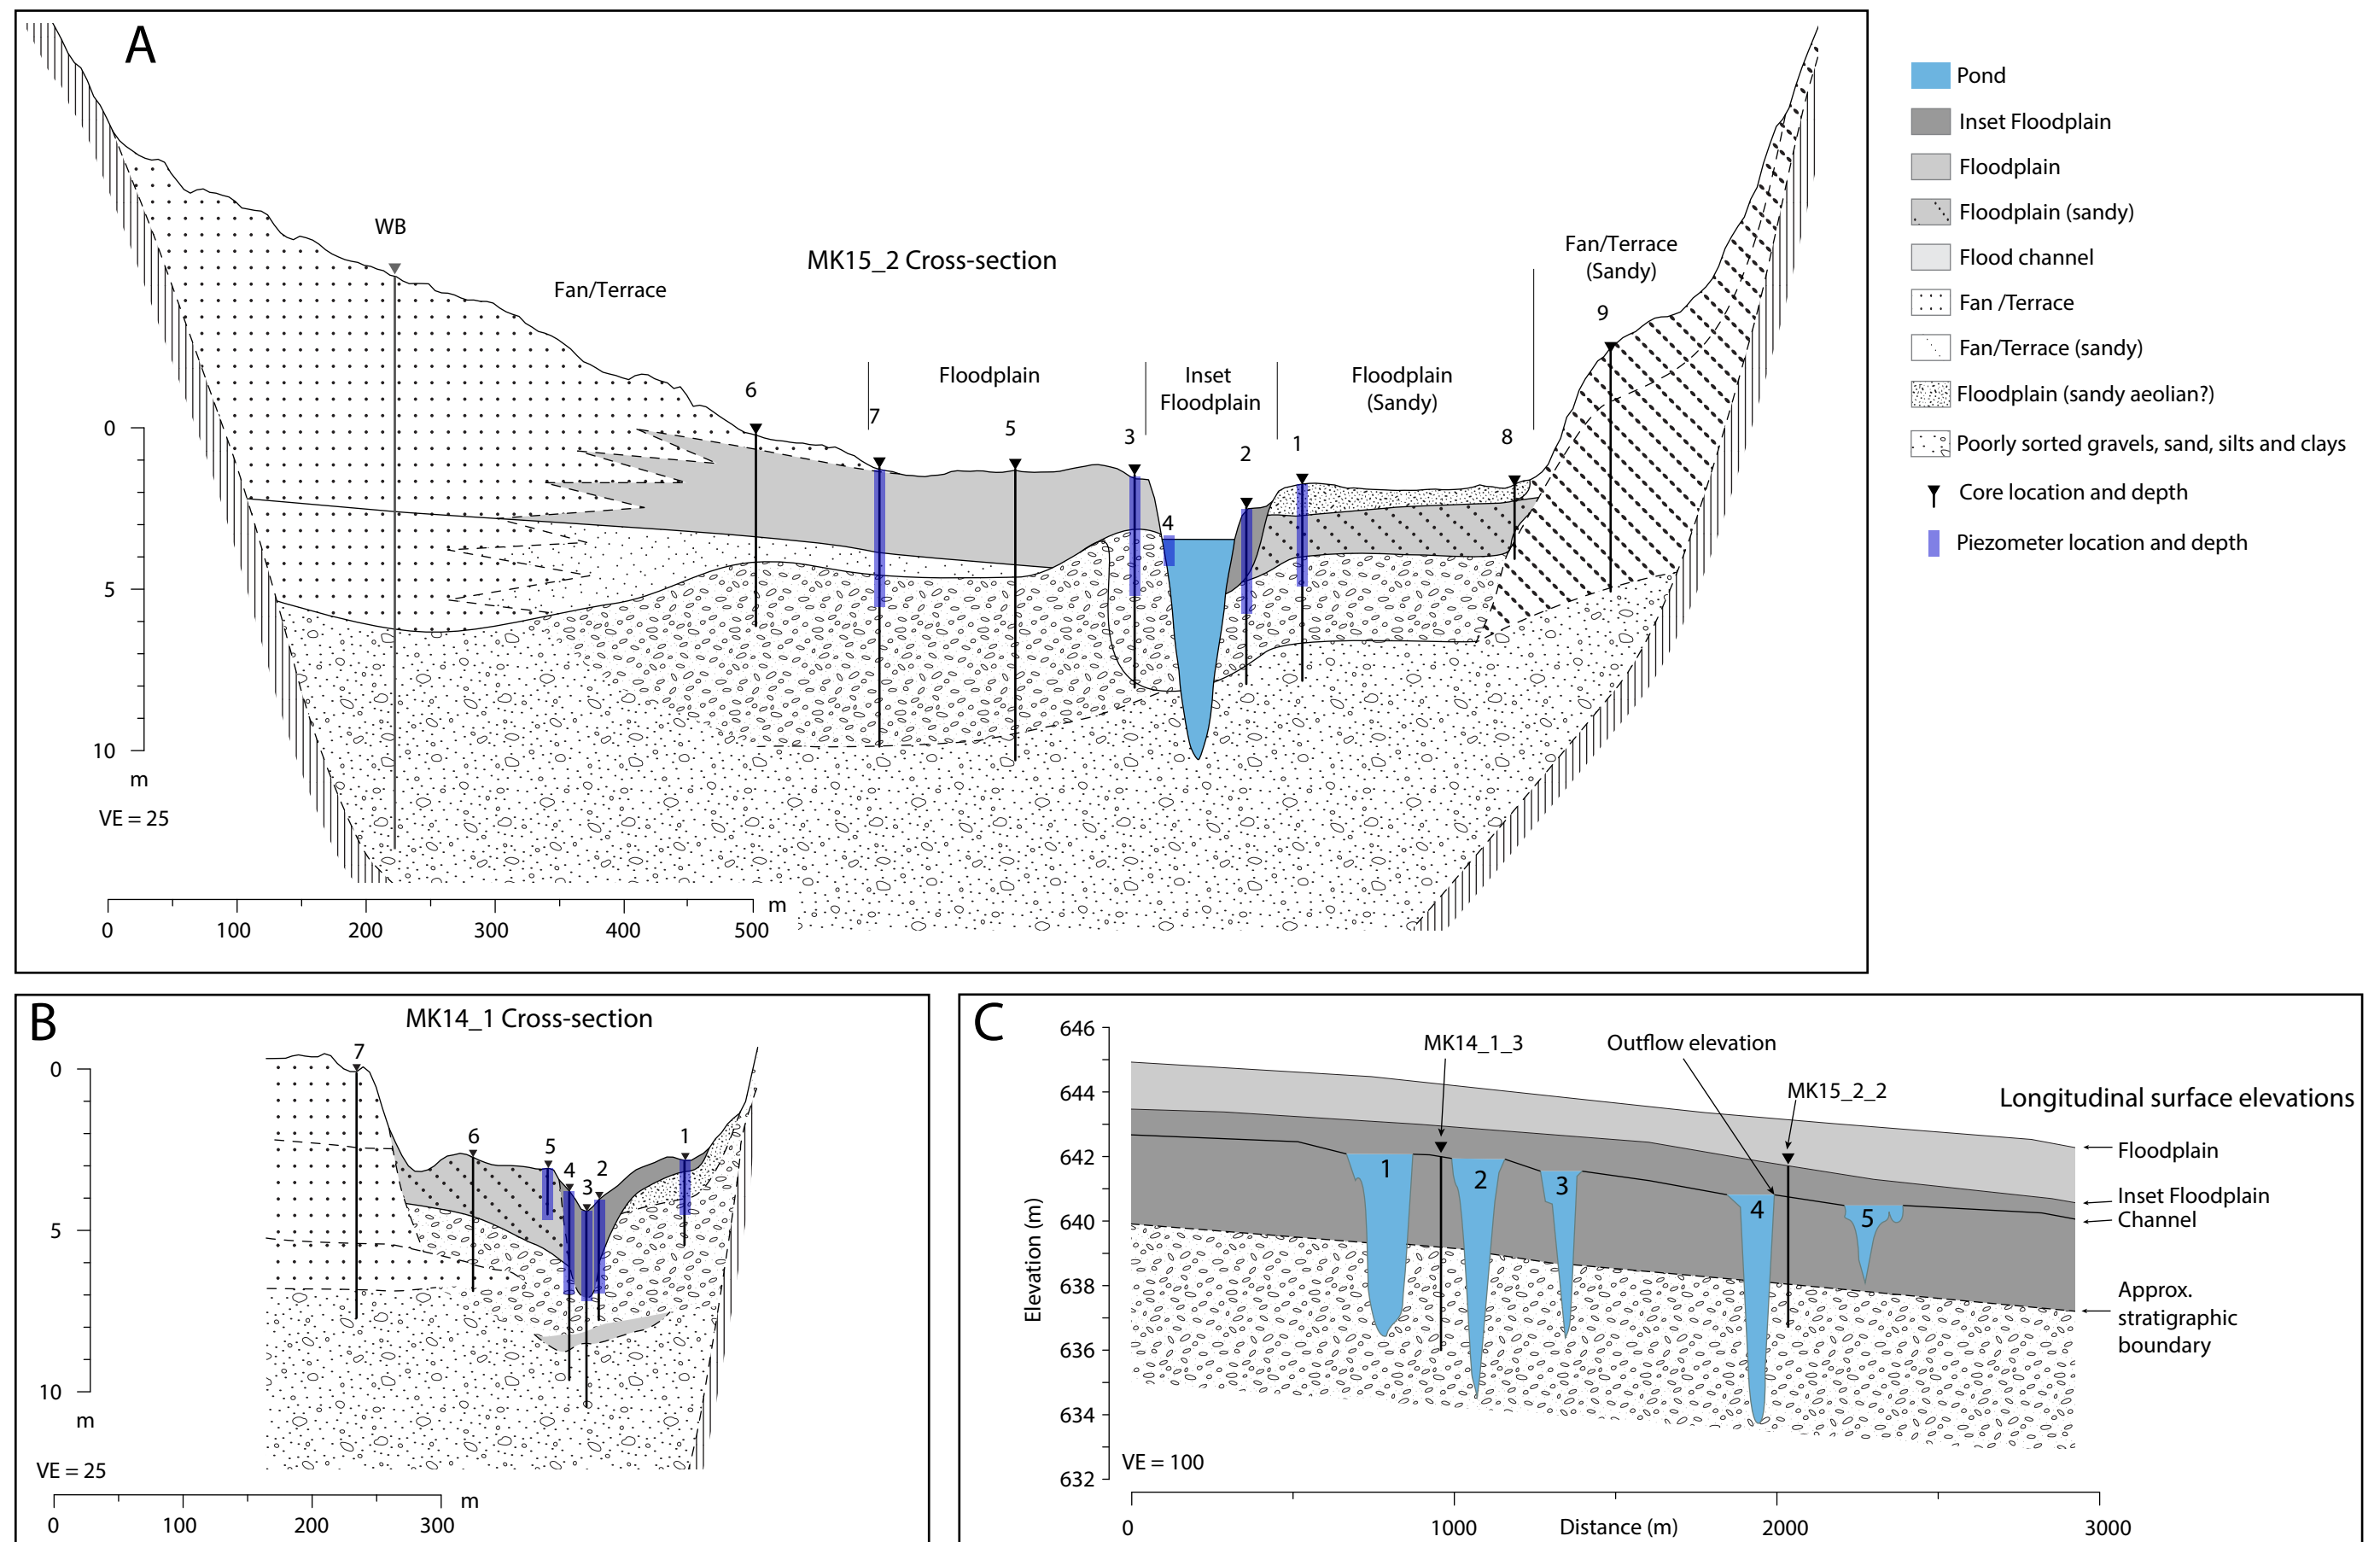 A
WB
MK15_2 Cross-section
Fan/Terrace
Fan/Terrace
(Sandy)
Floodplain
Inset
Floodplain
Floodplain
(Sandy)
6
7
5
3
4
2
1
8
9
0
5
10
m
VE = 25
0
100
200
300
400
500
m
Pond
Inset Floodplain
Floodplain
Floodplain (sandy)
Flood channel
Fan /Terrace
Fan/Terrace (sandy)
Floodplain (sandy aeolian?)
Poorly sorted gravels, sand, silts and clays
Core location and depth
Piezometer location and depth
B
MK14_1 Cross-section
7
6
5
4
3
2
1
0
5
10
m
VE = 25
0
100
200
300
m
C
646
644
642
640
638
636
634
632
Elevation (m)
MK14_1_3
Outflow elevation
MK15_2_2
Longitudinal surface elevations
1
2
3
4
5
Floodplain
Inset Floodplain
Channel
Approx.
stratigraphic
boundary
VE = 100
0
1000
Distance (m)
2000
3000